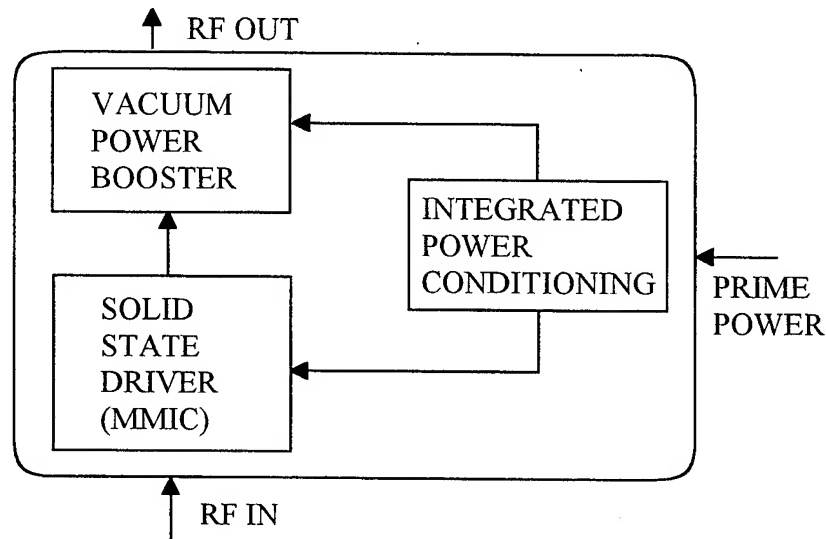 RF OUT
VACUUM
POWER
BOOSTER
INTEGRATED
POWER
CONDITIONING
PRIME
POWER
SOLID
STATE
DRIVER
(MMIC)
RF IN